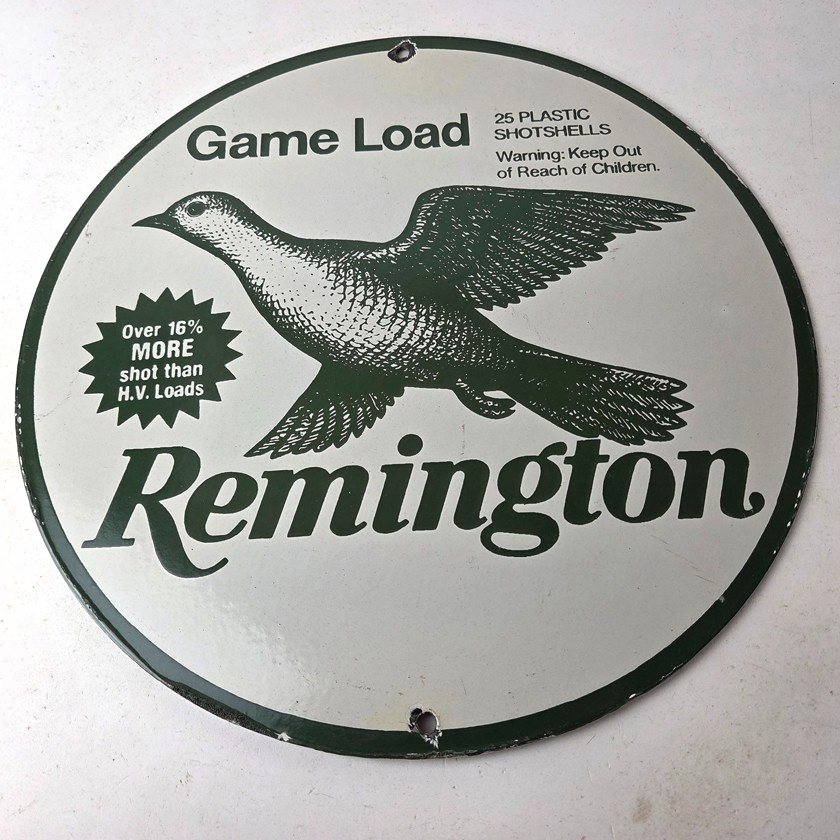 Game Load
25 PLASTIC
SHOTSHELLS
Warning: Keep Out
of Reach of Children.
Over 16%
MORE
shot than
H.V. Loads
Remington